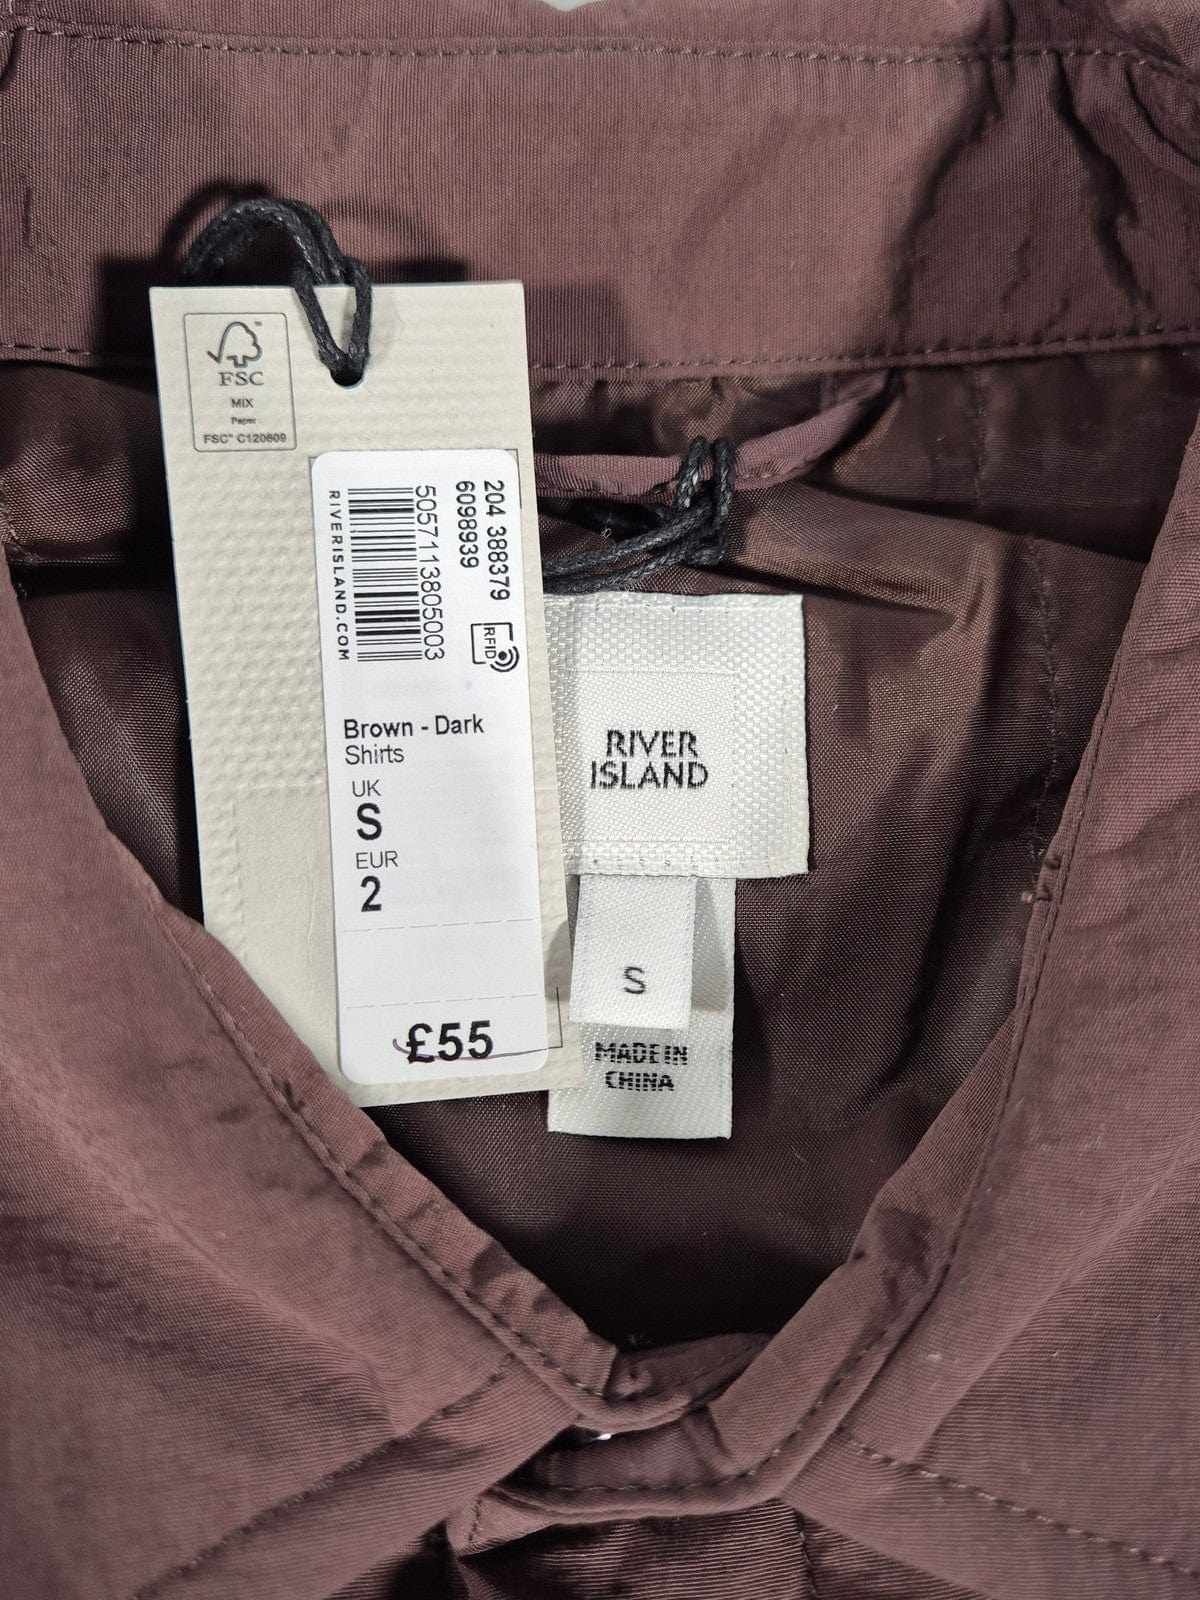 FSC™
MIX
Paper
FSC™ C120609
204 388379
6098939
RFID
5057113805003
RIVERISLAND.COM
Brown - Dark
Shirts
UK
S
EUR
2
£55
RIVER
ISLAND
S
MADE IN
CHINA